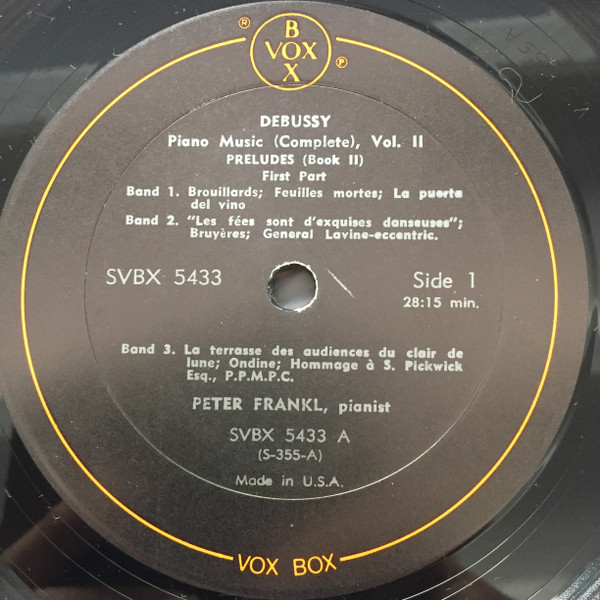 ®
BOX
VOX
℗
DEBUSSY
Piano Music (Complete), Vol. II
PRELUDES (Book II)
First Part
Band 1. Brouillards; Feuilles mortes; La puerta
del vino
Band 2. "Les fées sont d'exquises danseuses";
Bruyères; General Lavine-eccentric.
SVBX 5433
Side 1
28:15 min.
Band 3. La terrasse des audiences du clair de
lune; Ondine; Hommage à S. Pickwick
Esq., P.P.M.P.C.
PETER FRANKL, pianist
SVBX 5433 A
(S-355-A)
Made in U.S.A.
VOX BOX